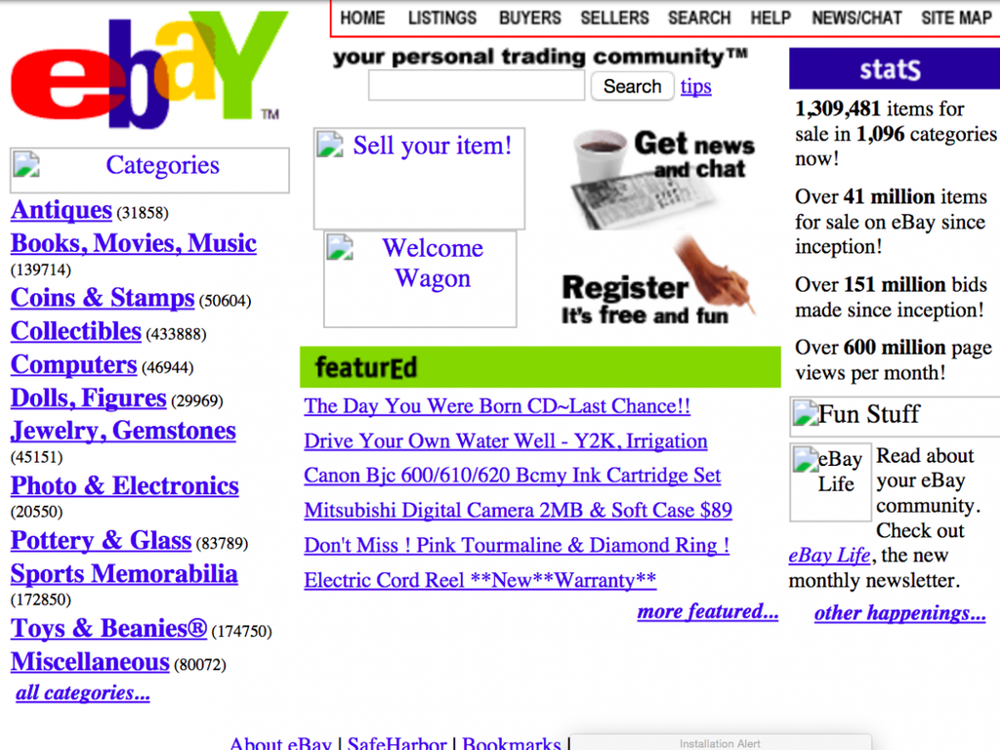 ebaY™
HOME LISTINGS BUYERS SELLERS SEARCH HELP NEWS/CHAT SITE MAP
your personal trading community™
Search tips
Categories
Antiques (31858)
Books, Movies, Music
(139714)
Coins & Stamps (50604)
Collectibles (433888)
Computers (46944)
Dolls, Figures (29969)
Jewelry, Gemstones
(45151)
Photo & Electronics
(20550)
Pottery & Glass (83789)
Sports Memorabilia
(172850)
Toys & Beanies® (174750)
Miscellaneous (80072)
all categories...
Sell your item!
Welcome
Wagon
Get news
and chat
Register
It's free and fun
featurEd
The Day You Were Born CD~Last Chance!!
Drive Your Own Water Well - Y2K, Irrigation
Canon Bjc 600/610/620 Bcmy Ink Cartridge Set
Mitsubishi Digital Camera 2MB & Soft Case $89
Don't Miss ! Pink Tourmaline & Diamond Ring !
Electric Cord Reel **New**Warranty**
more featured...
statS
1,309,481 items for
sale in 1,096 categories
now!
Over 41 million items
for sale on eBay since
inception!
Over 151 million bids
made since inception!
Over 600 million page
views per month!
Fun Stuff
eBay
Life
Read about
your eBay
community.
Check out
eBay Life, the new
monthly newsletter.
other happenings...
About eBay | SafeHarbor | Bookmarks |
Installation Alert